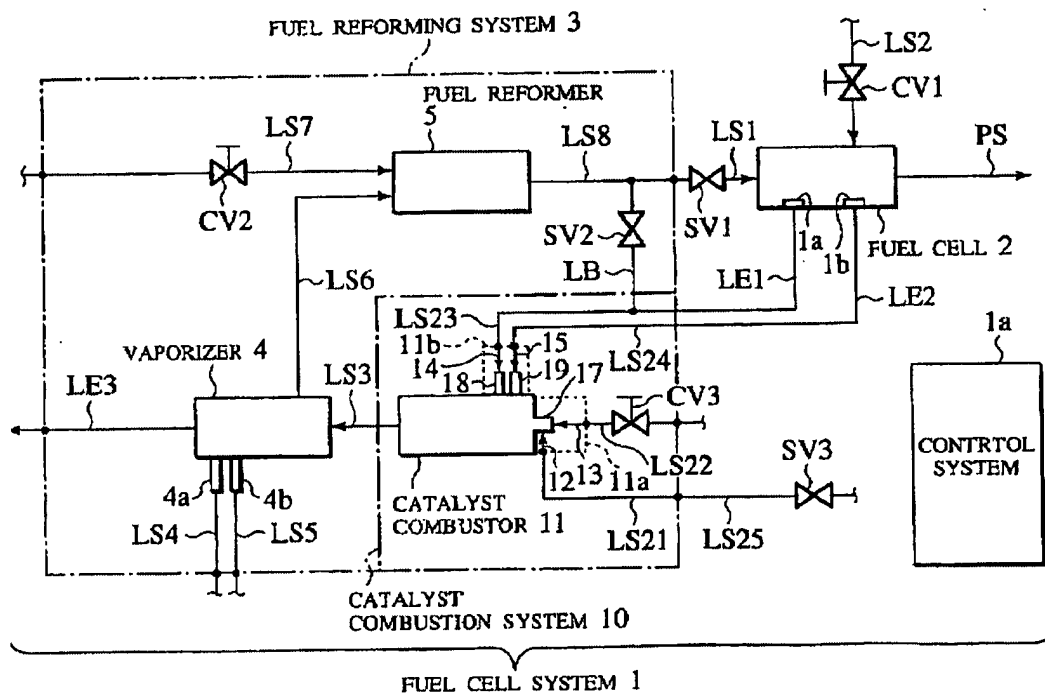 FUEL REFORMING SYSTEM 3
LS2
CV1
FUEL REFORMER
5
LS7
LS8
LS1
PS
CV2
SV2
SV1
1a
1b
FUEL CELL 2
LB
LE1
LE2
LS6
LS23
11b
14
15
LS24
1a
VAPORIZER 4
18
19
17
CV3
LE3
LS3
CONTRTOL
SYSTEM
12
13
11a
LS22
SV3
4a
4b
CATALYST
COMBUSTOR 11
LS4
LS5
LS21
LS25
CATALYST
COMBUSTION SYSTEM 10
FUEL CELL SYSTEM 1